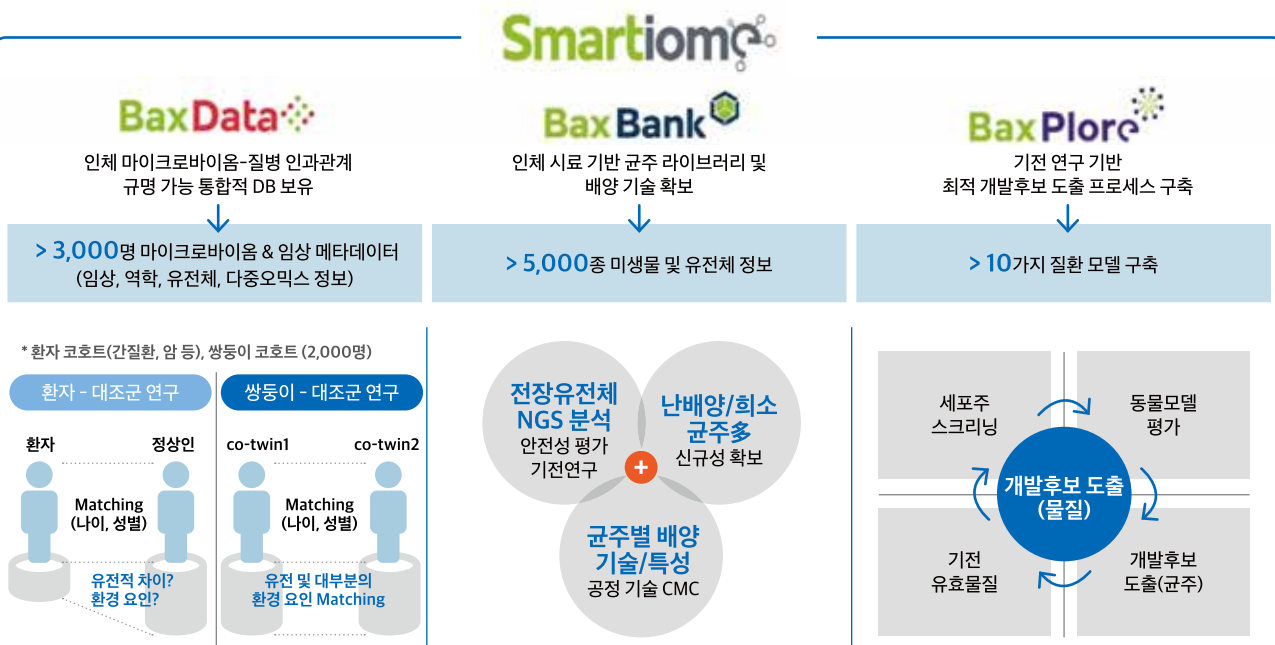 Smartiome
BaxData
인체 마이크로바이옴-질병 인과관계
규명 가능 통합적 DB 보유
> 3,000명 마이크로바이옴 & 임상 메타데이터
(임상, 역학, 유전체, 다중오믹스 정보)
* 환자 코호트(간질환, 암 등), 쌍둥이 코호트 (2,000명)
환자 – 대조군 연구
환자
정상인
Matching
(나이, 성별)
유전적 차이?
환경 요인?
쌍둥이 – 대조군 연구
co-twin1
co-twin2
Matching
(나이, 성별)
유전 및 대부분의
환경 요인 Matching
BaxBank
인체 시료 기반 균주 라이브러리 및
배양 기술 확보
> 5,000종 미생물 및 유전체 정보
전장유전체
NGS 분석
안전성 평가
기전연구
난배양/희소
균주多
신규성 확보
+
균주별 배양
기술/특성
공정 기술 CMC
BaxPlore
기전 연구 기반
최적 개발후보 도출 프로세스 구축
> 10가지 질환 모델 구축
세포주
스크리닝
동물모델
평가
개발후보 도출
(물질)
기전
유효물질
개발후보
도출(균주)